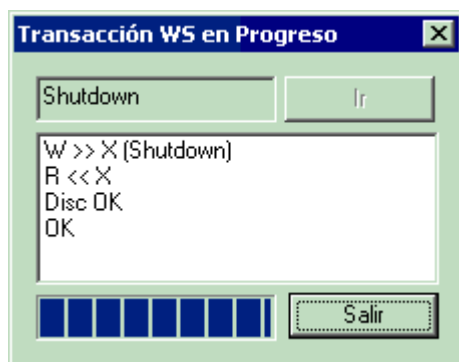 Transacción WS en Progreso
Shutdown
Ir
W >> X (Shutdown)
R << X
Disc OK
OK
Salir